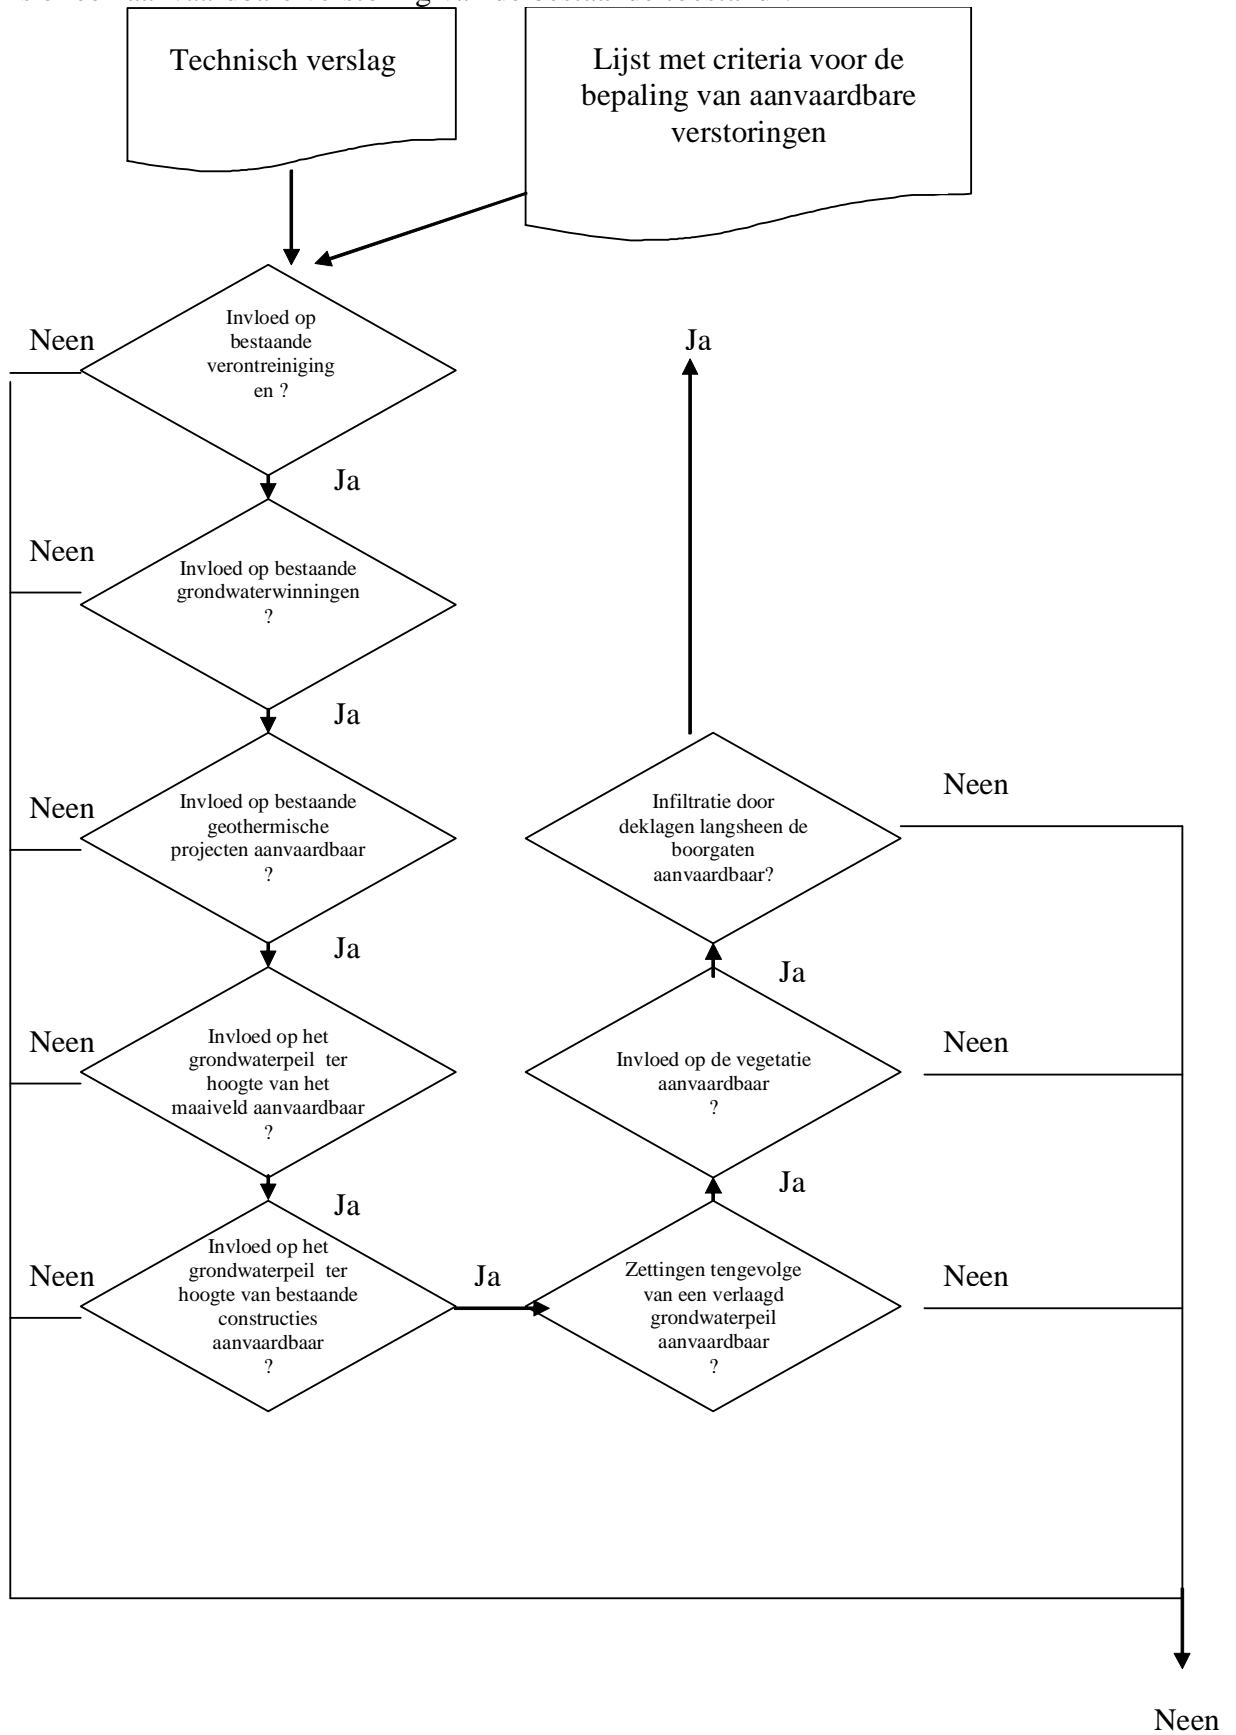 Technisch verslag
Lijst met criteria voor de
bepaling van aanvaardbare
verstoringen
Neen
Invloed op
bestaande
verontreiniging
en ?
Ja
Ja
Neen
Invloed op bestaande
grondwaterwinningen
?
Ja
Neen
Invloed op bestaande
geothermische
projecten aanvaardbaar
?
Ja
Neen
Invloed op het
grondwaterpeil ter
hoogte van het
maaiveld aanvaardbaar
?
Ja
Neen
Invloed op het
grondwaterpeil ter
hoogte van bestaande
constructies
aanvaardbaar
?
Ja
Zettingen tengevolge
van een verlaagd
grondwaterpeil
aanvaardbaar
?
Neen
Ja
Invloed op de vegetatie
aanvaardbaar
?
Neen
Ja
Infiltratie door
deklagen langsheen de
boorgaten
aanvaardbaar?
Neen
Ja
Neen